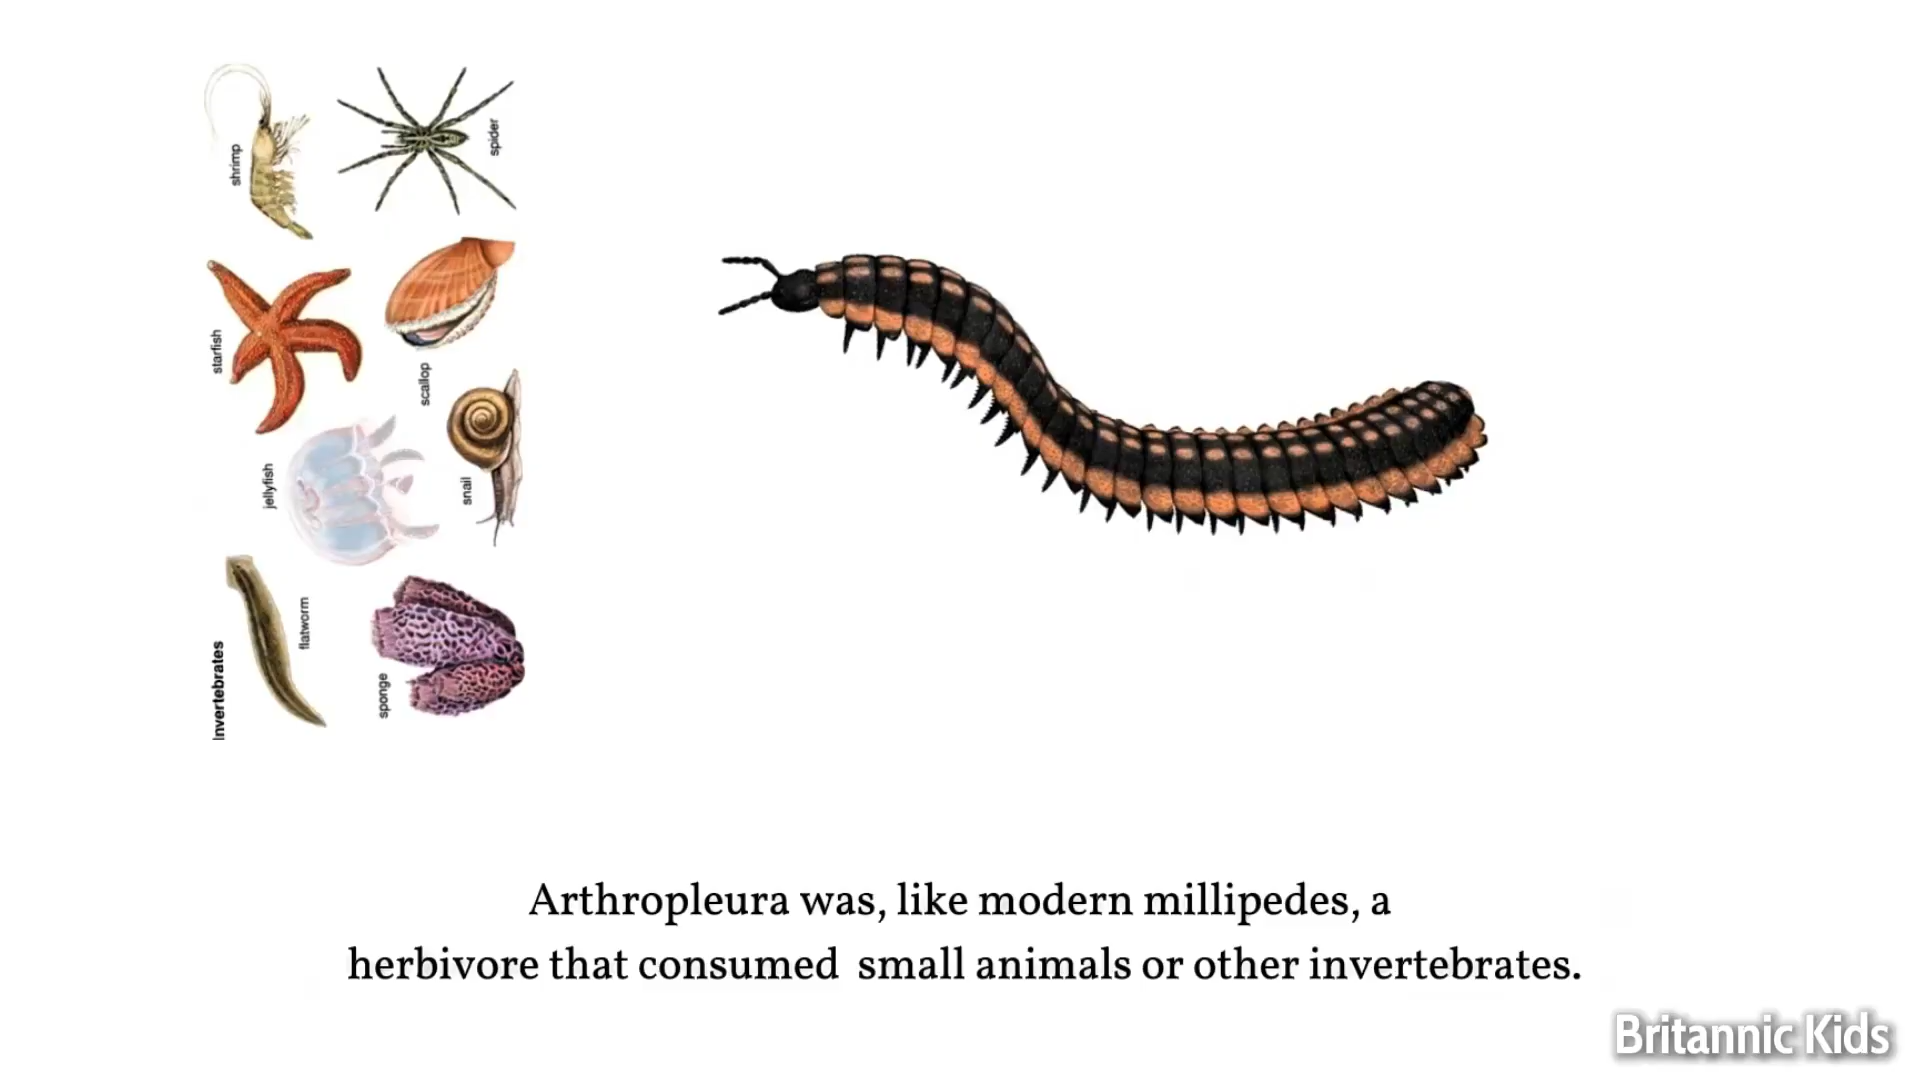 shrimp
spider
starfish
scallop
jellyfish
snail
flatworm
sponge
Invertebrates
Arthropleura was, like modern millipedes, a
herbivore that consumed small animals or other invertebrates.
Britannic Kids